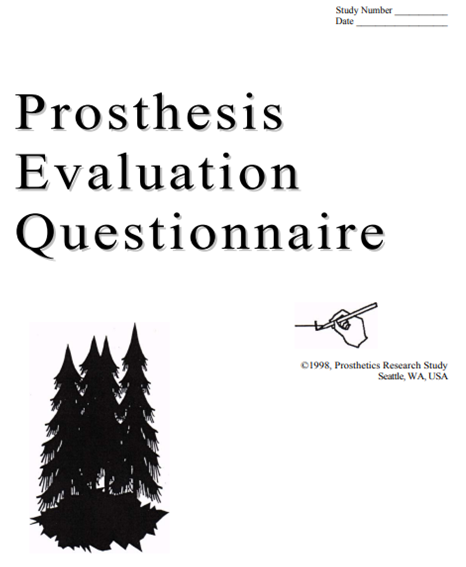 Study Number ___________
Date ___________________
Prosthesis
Evaluation
Questionnaire
©1998, Prosthetics Research Study
Seattle, WA, USA